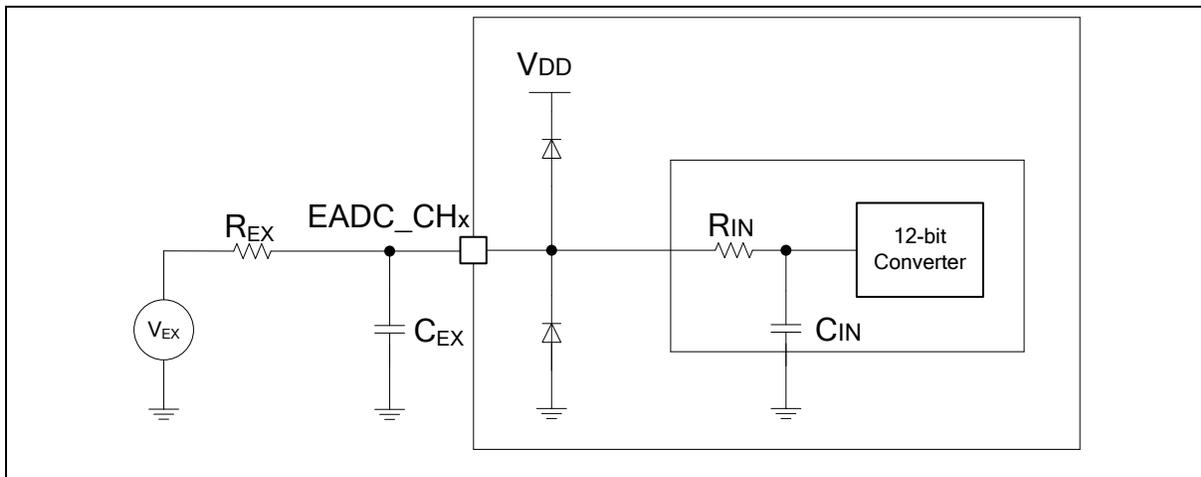 VDD
EADC_CHx
REX
RIN
12-bit
Converter
VEX
CEX
CIN